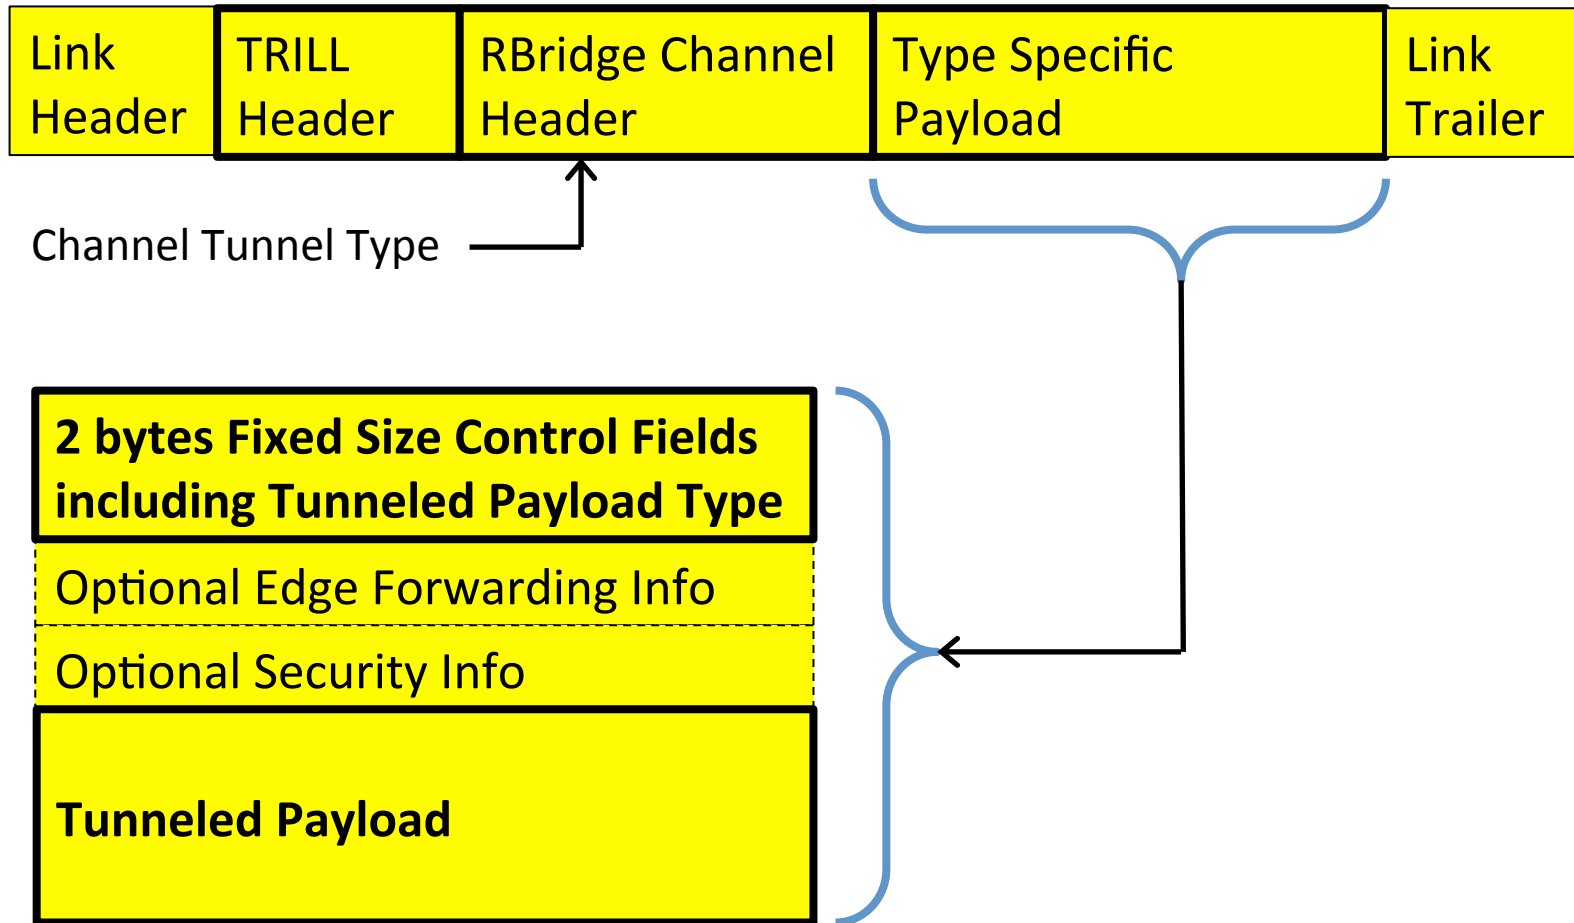 Link
Header
TRILL
Header
RBridge Channel
Header
Type Specific
Payload
Link
Trailer
Channel Tunnel Type
2 bytes Fixed Size Control Fields
including Tunneled Payload Type
Optional Edge Forwarding Info
Optional Security Info
Tunneled Payload